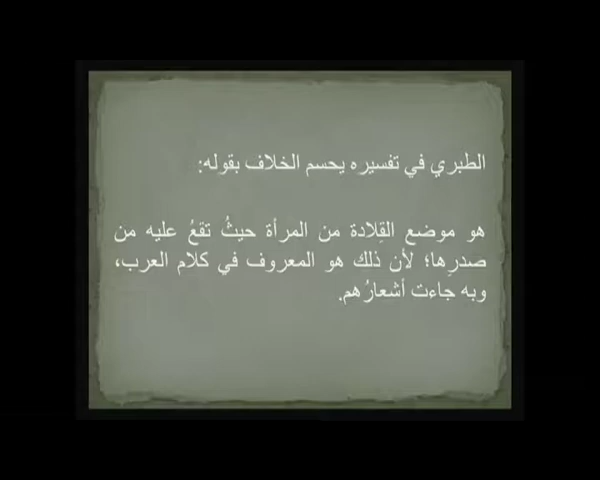 الطبري في تفسيره يحسم الخلاف بقوله:
هو موضع القِلادة من المرأة حيثُ تقعُ عليه من
صدرِها؛ لأن ذلك هو المعروف في كلام العرب،
وبه جاءت أشعارُهم.